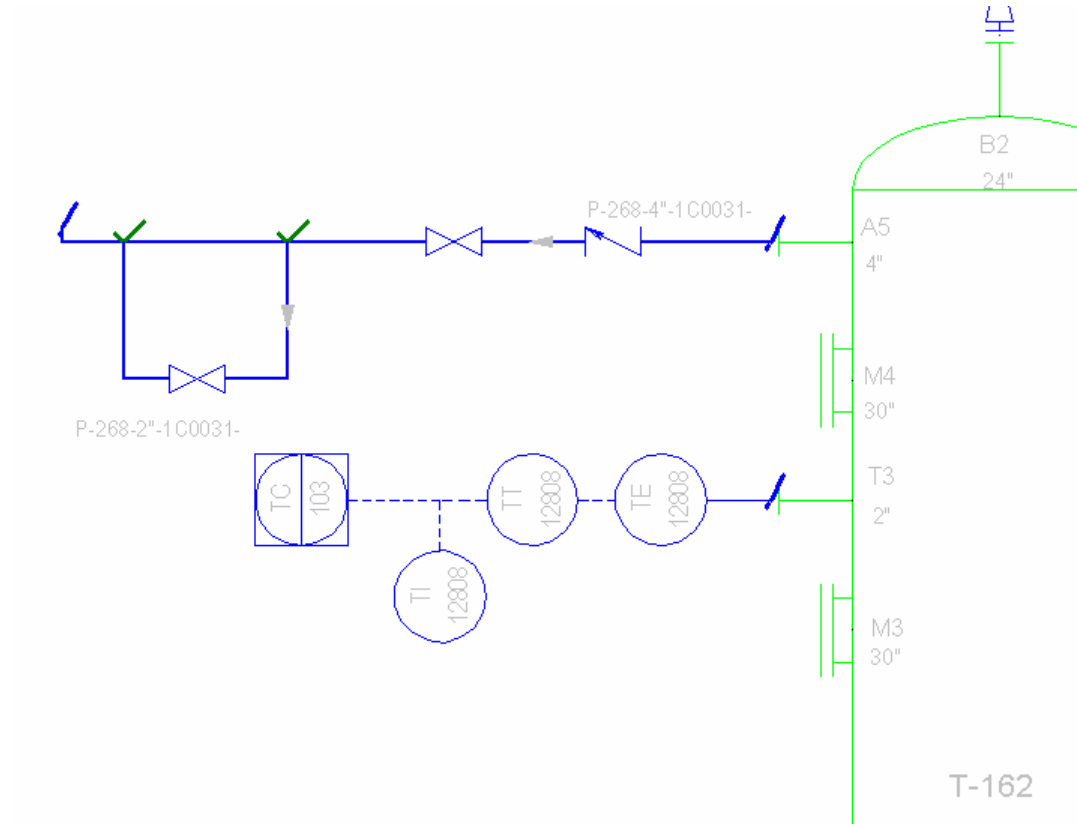 B2
24"
P-268-4"-1C0031-
A5
4"
M4
30"
P-268-2"-1C0031-
T3
2"
TC
103
TT
12808
TE
12808
TI
12808
M3
30"
T-162